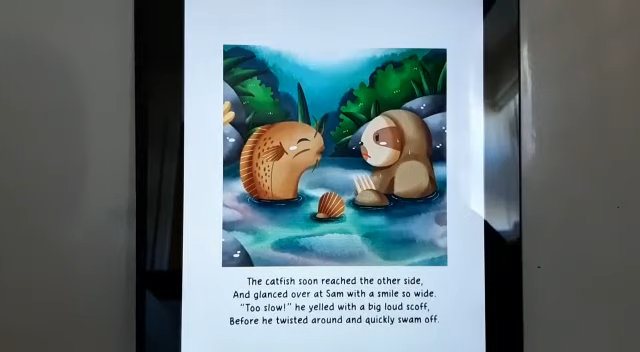 The catfish soon reached the other side,
And glanced over at Sam with a smile so wide.
"Too slow!" he yelled with a big loud scoff,
Before he twisted around and quickly swam off.